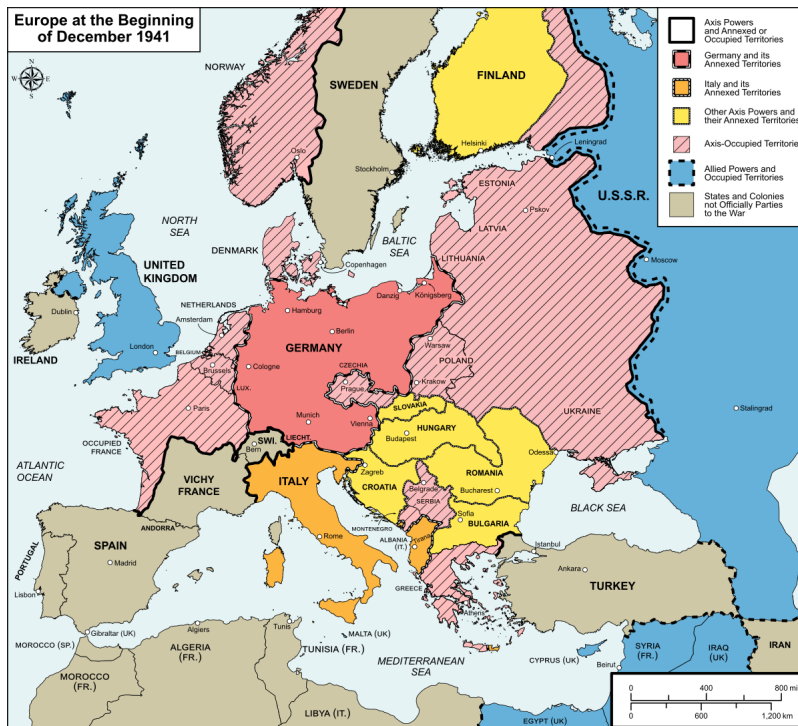 Europe at the Beginning
of December 1941
Axis Powers
and Annexed or
Occupied Territories
Germany and its
Annexed Territories
Italy and its
Annexed Territories
Other Axis Powers and
their Annexed Territories
Axis-Occupied Territories
Allied Powers and
Occupied Territories
States and Colonies
not Officially Parties
to the War
N
W
E
S
NORWAY
SWEDEN
FINLAND
Oslo
Helsinki
Leningrad
Stockholm
ESTONIA
U.S.S.R.
Pskov
NORTH
SEA
LATVIA
BALTIC
SEA
DENMARK
LITHUANIA
Moscow
Copenhagen
UNITED
KINGDOM
Danzig
Königsberg
NETHERLANDS
Hamburg
Dublin
Amsterdam
Berlin
Warsaw
London
GERMANY
IRELAND
BELGIUM
Brussels
Cologne
CZECHIA
POLAND
Prague
Krakow
LUX.
Paris
Stalingrad
SLOVAKIA
UKRAINE
Munich
Vienna
OCCUPIED
FRANCE
LIECHT.
SWI.
Bern
HUNGARY
Budapest
Odessa
ATLANTIC
OCEAN
VICHY
FRANCE
ITALY
Zagreb
ROMANIA
CROATIA
Belgrade
Bucharest
SERBIA
BLACK SEA
Sofia
BULGARIA
ANDORRA
MONTENEGRO
ALBANIA
(IT.)
Tirana
Rome
SPAIN
Madrid
PORTUGAL
Lisbon
Istanbul
Ankara
TURKEY
GREECE
Athens
Gibraltar (UK)
Algiers
Tunis
MALTA (UK)
MOROCCO (SP.)
ALGERIA
(FR.)
TUNISIA (FR.)
MEDITERRANEAN
SEA
CYPRUS (UK)
Beirut
SYRIA
(FR.)
IRAQ
(UK)
IRAN
MOROCCO
(FR.)
LIBYA (IT.)
EGYPT (UK)
0 400 800 mi
0 600 1,200 km